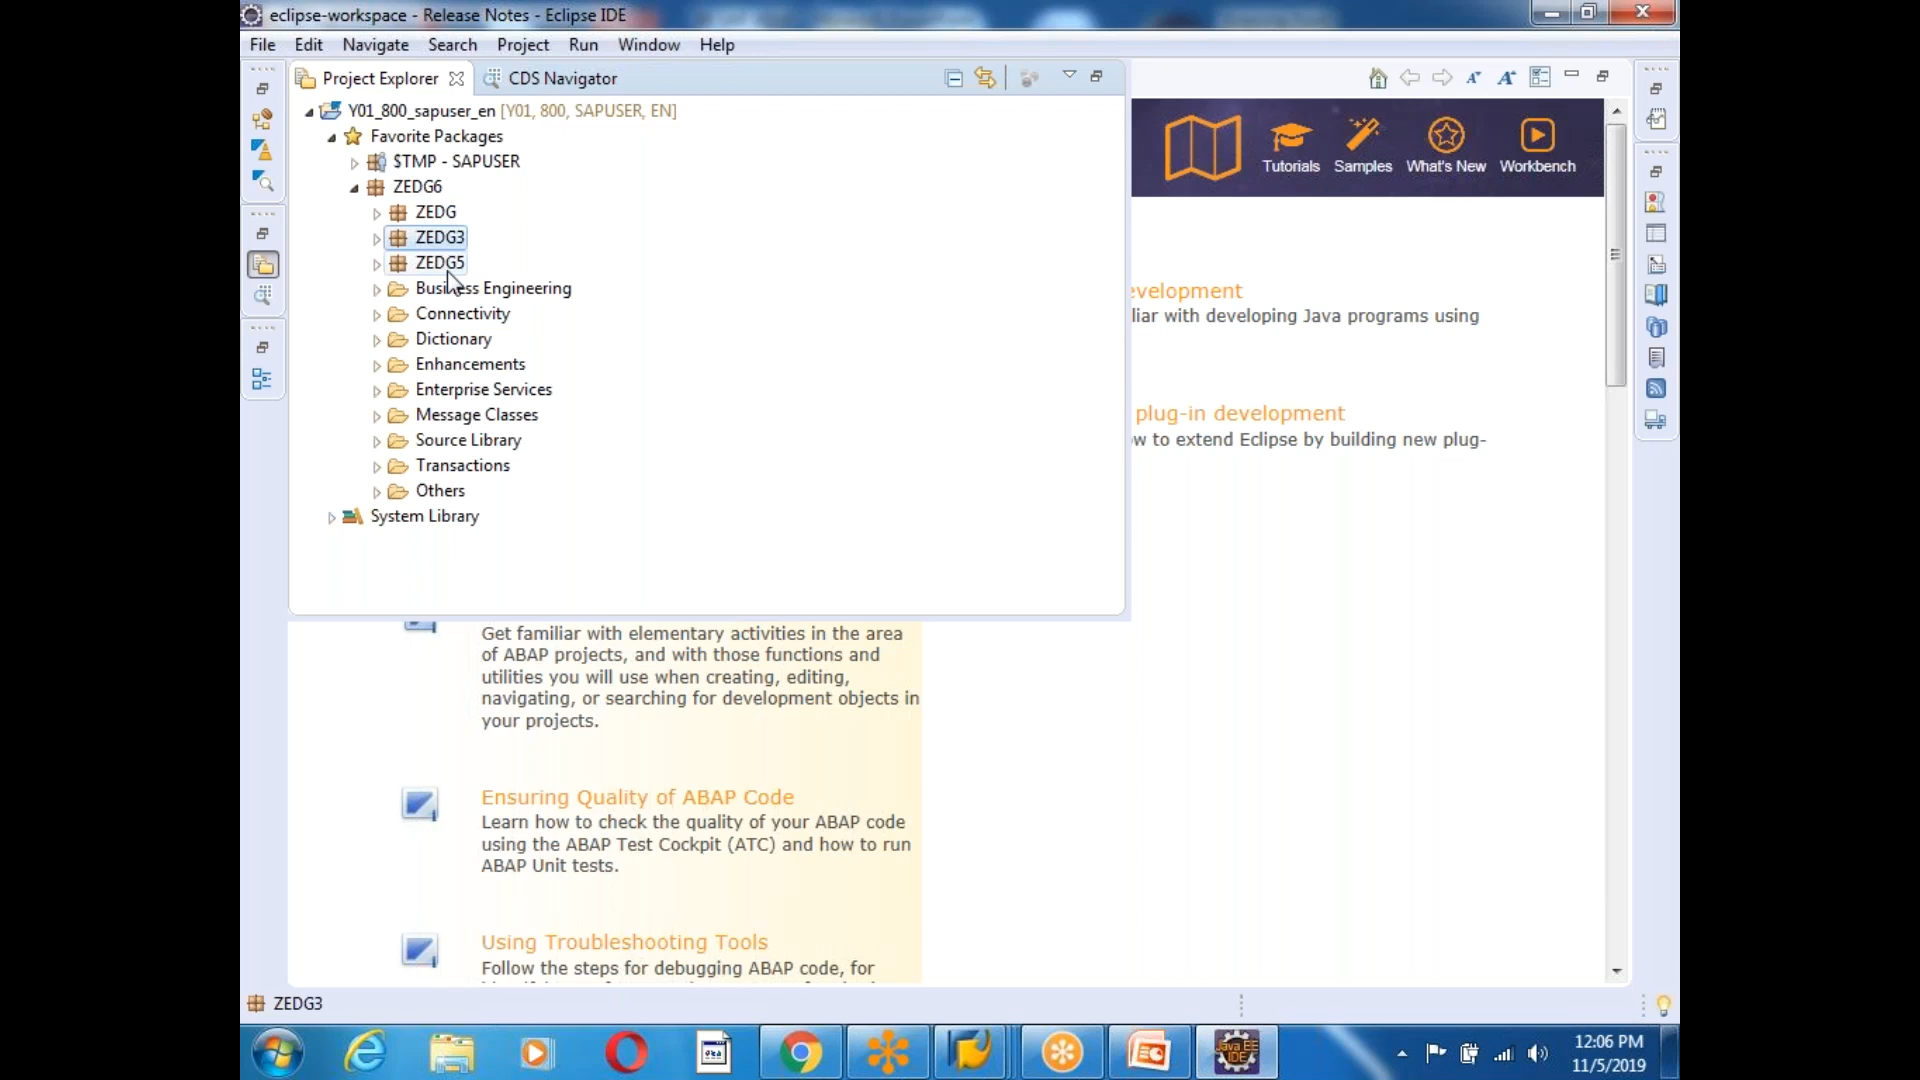 eclipse-workspace - Release Notes - Eclipse IDE
File Edit Navigate Search Project Run Window Help
Project Explorer CDS Navigator
Y01_800_sapuser_en [Y01, 800, SAPUSER, EN]
Favorite Packages
$TMP - SAPUSER
ZEDG6
ZEDG
ZEDG3
ZEDG5
Business Engineering
Connectivity
Dictionary
Enhancements
Enterprise Services
Message Classes
Source Library
Transactions
Others
System Library
Tutorials Samples What's New Workbench
evelopment
liar with developing Java programs using
plug-in development
w to extend Eclipse by building new plug-
Get familiar with elementary activities in the area
of ABAP projects, and with those functions and
utilities you will use when creating, editing,
navigating, or searching for development objects in
your projects.
Ensuring Quality of ABAP Code
Learn how to check the quality of your ABAP code
using the ABAP Test Cockpit (ATC) and how to run
ABAP Unit tests.
Using Troubleshooting Tools
Follow the steps for debugging ABAP code, for
ZEDG3
Java EE
IDE
12:06 PM
11/5/2019